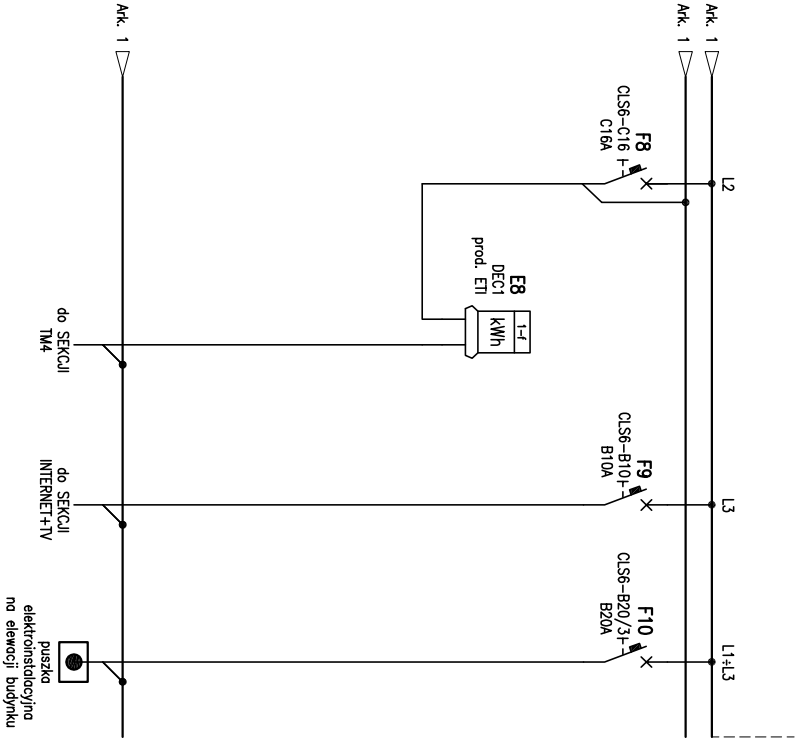 Ark. 1
Ark. 1
Ark. 1
L2
F8
CLS6-C16
C16A
E8
DEC1
prod. ETI
1-f
kWh
do SEKCJI
TM4
L3
F9
CLS6-B10
B10A
do SEKCJI
INTERNET+TV
L1÷L3
F10
CLS6-B20/3
B20A
puszka
elektroinstalacyjna
na elewacji budynku